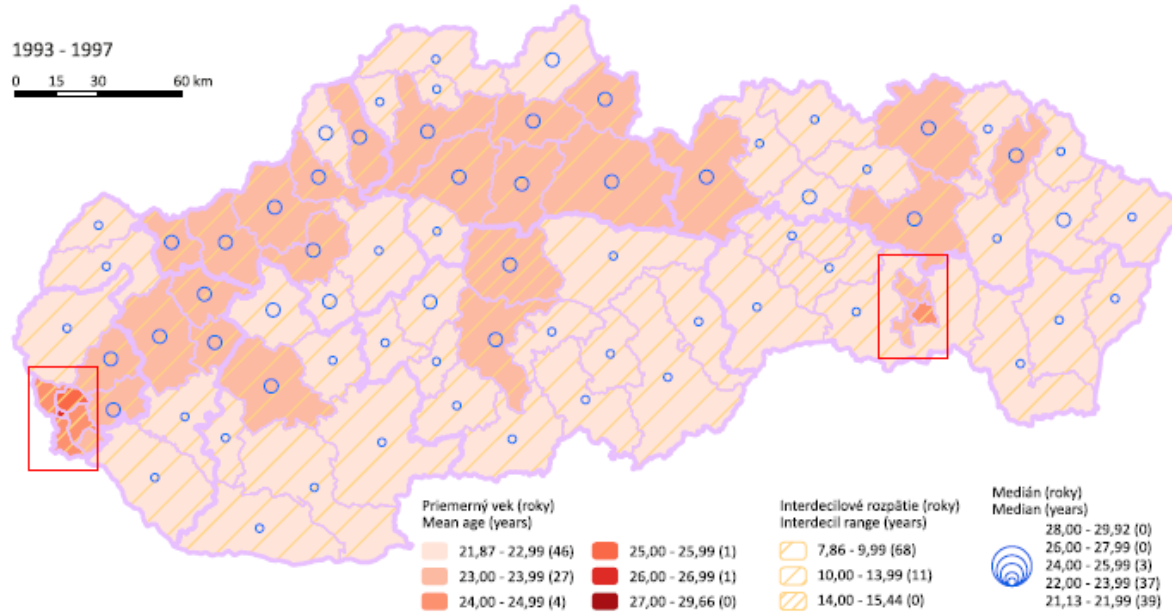 1993 - 1997
0 15 30 60 km
Priemerný vek (roky)
Mean age (years)
21,87 - 22,99 (46)
23,00 - 23,99 (27)
24,00 - 24,99 (4)
25,00 - 25,99 (1)
26,00 - 26,99 (1)
27,00 - 29,66 (0)
Interdecilové rozpätie (roky)
Interdecil range (years)
7,86 - 9,99 (68)
10,00 - 13,99 (11)
14,00 - 15,44 (0)
Medián (roky)
Median (years)
28,00 - 29,92 (0)
26,00 - 27,99 (0)
24,00 - 25,99 (3)
22,00 - 23,99 (37)
21,13 - 21,99 (39)